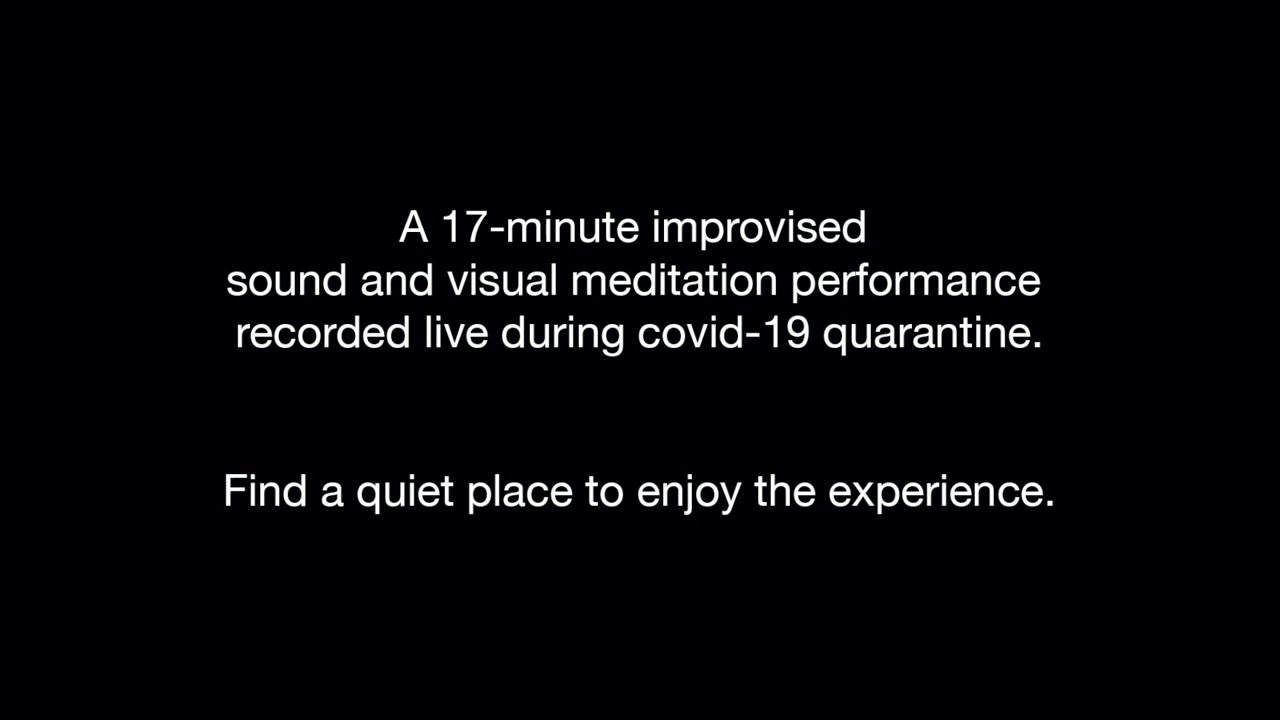 A 17-minute improvised
sound and visual meditation performance
recorded live during covid-19 quarantine.
Find a quiet place to enjoy the experience.